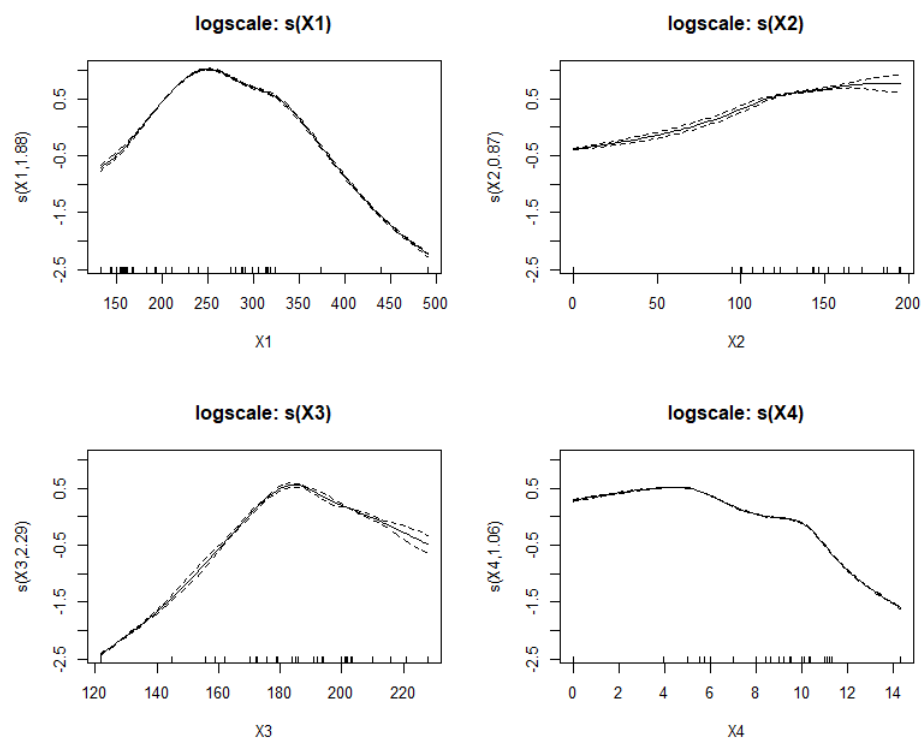 logscale: s(X1)
s(X1,1.88)
0.5
-0.5
-1.5
-2.5
150 200 250 300 350 400 450 500
X1
logscale: s(X2)
s(X2,0.87)
0.5
-0.5
-1.5
-2.5
0 50 100 150 200
X2
logscale: s(X3)
s(X3,2.29)
0.5
-0.5
-1.5
-2.5
120 140 160 180 200 220
X3
logscale: s(X4)
s(X4,1.06)
0.5
-0.5
-1.5
-2.5
0 2 4 6 8 10 12 14
X4